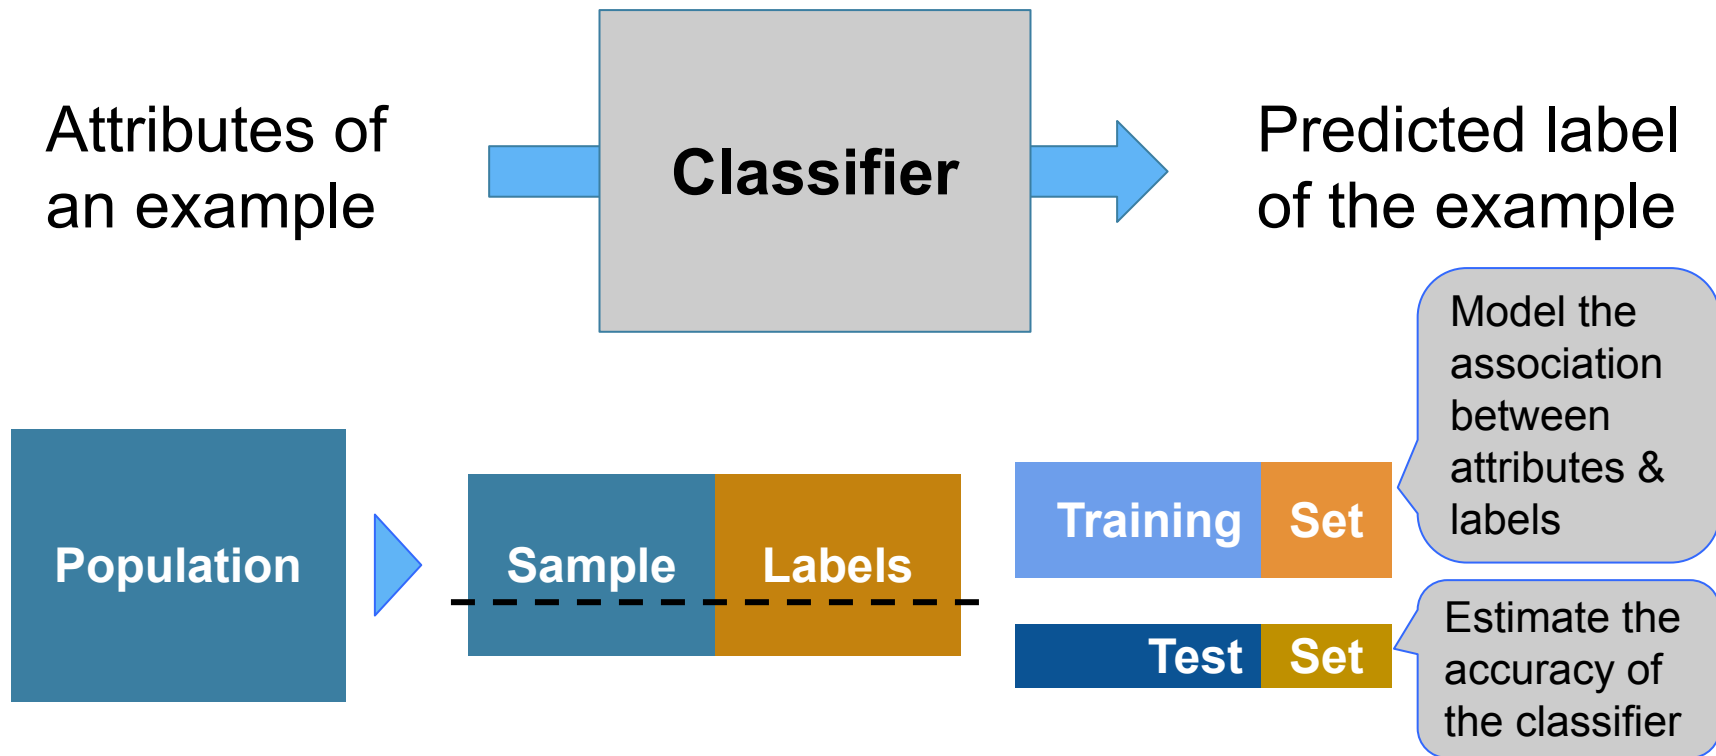 Attributes of
an example
Classifier
Predicted label
of the example
Population
Sample
Labels
Training Set
Test Set
Model the
association
between
attributes &
labels
Estimate the
accuracy of
the classifier